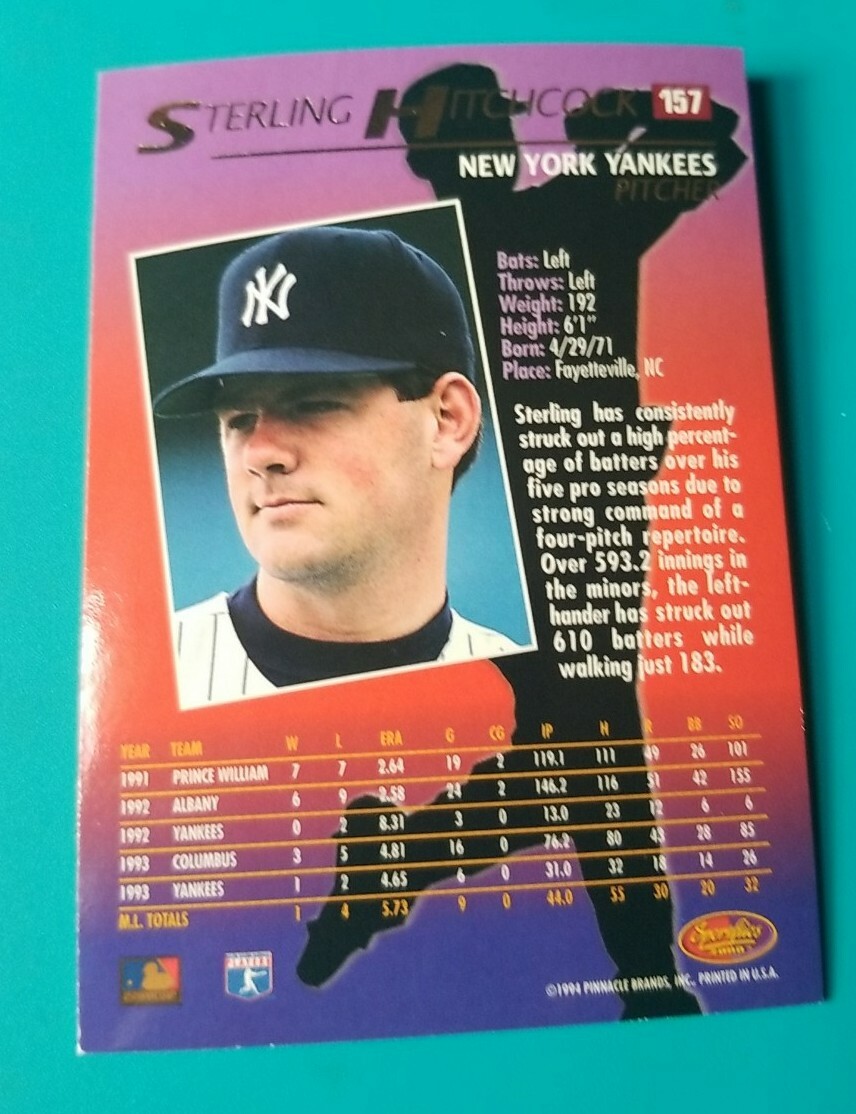 STERLING HITCHCOCK 157
NEW YORK YANKEES
PITCHER
NY
Bats: Left
Throws: Left
Weight: 192
Height: 6'1"
Born: 4/29/71
Place: Fayetteville, NC
Sterling has consistently
struck out a high percent-
age of batters over his
five pro seasons due to
strong command of a
four-pitch repertoire.
Over 593.2 innings in
the minors, the left-
hander has struck out
610 batters while
walking just 183.
YEAR TEAM W L ERA G CG IP H R BB SO
1991 PRINCE WILLIAM 7 7 2.64 19 2 119.1 111 49 26 101
1992 ALBANY 6 9 2.58 24 2 146.2 116 51 42 155
1992 YANKEES 0 2 8.31 3 0 13.0 23 12 6 6
1993 COLUMBUS 3 5 4.81 16 0 76.2 80 43 28 85
1993 YANKEES 1 2 4.65 6 0 31.0 32 18 14 26
M.L. TOTALS 1 4 5.73 9 0 44.0 55 30 20 32
Sportflics
PLAYERS
©1994 PINNACLE BRANDS, INC. PRINTED IN U.S.A.